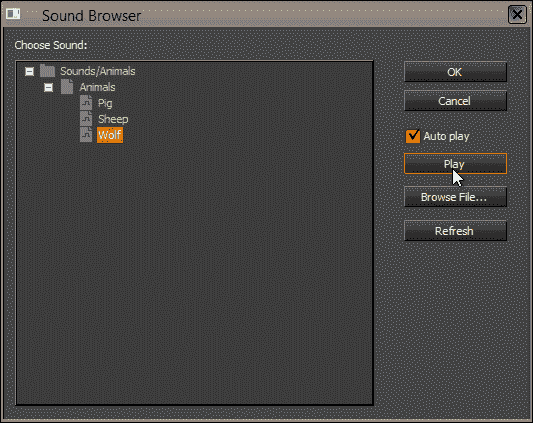 Sound Browser
Choose Sound:
Sounds/Animals
Animals
Pig
Sheep
Wolf
OK
Cancel
Auto play
Play
Browse File...
Refresh